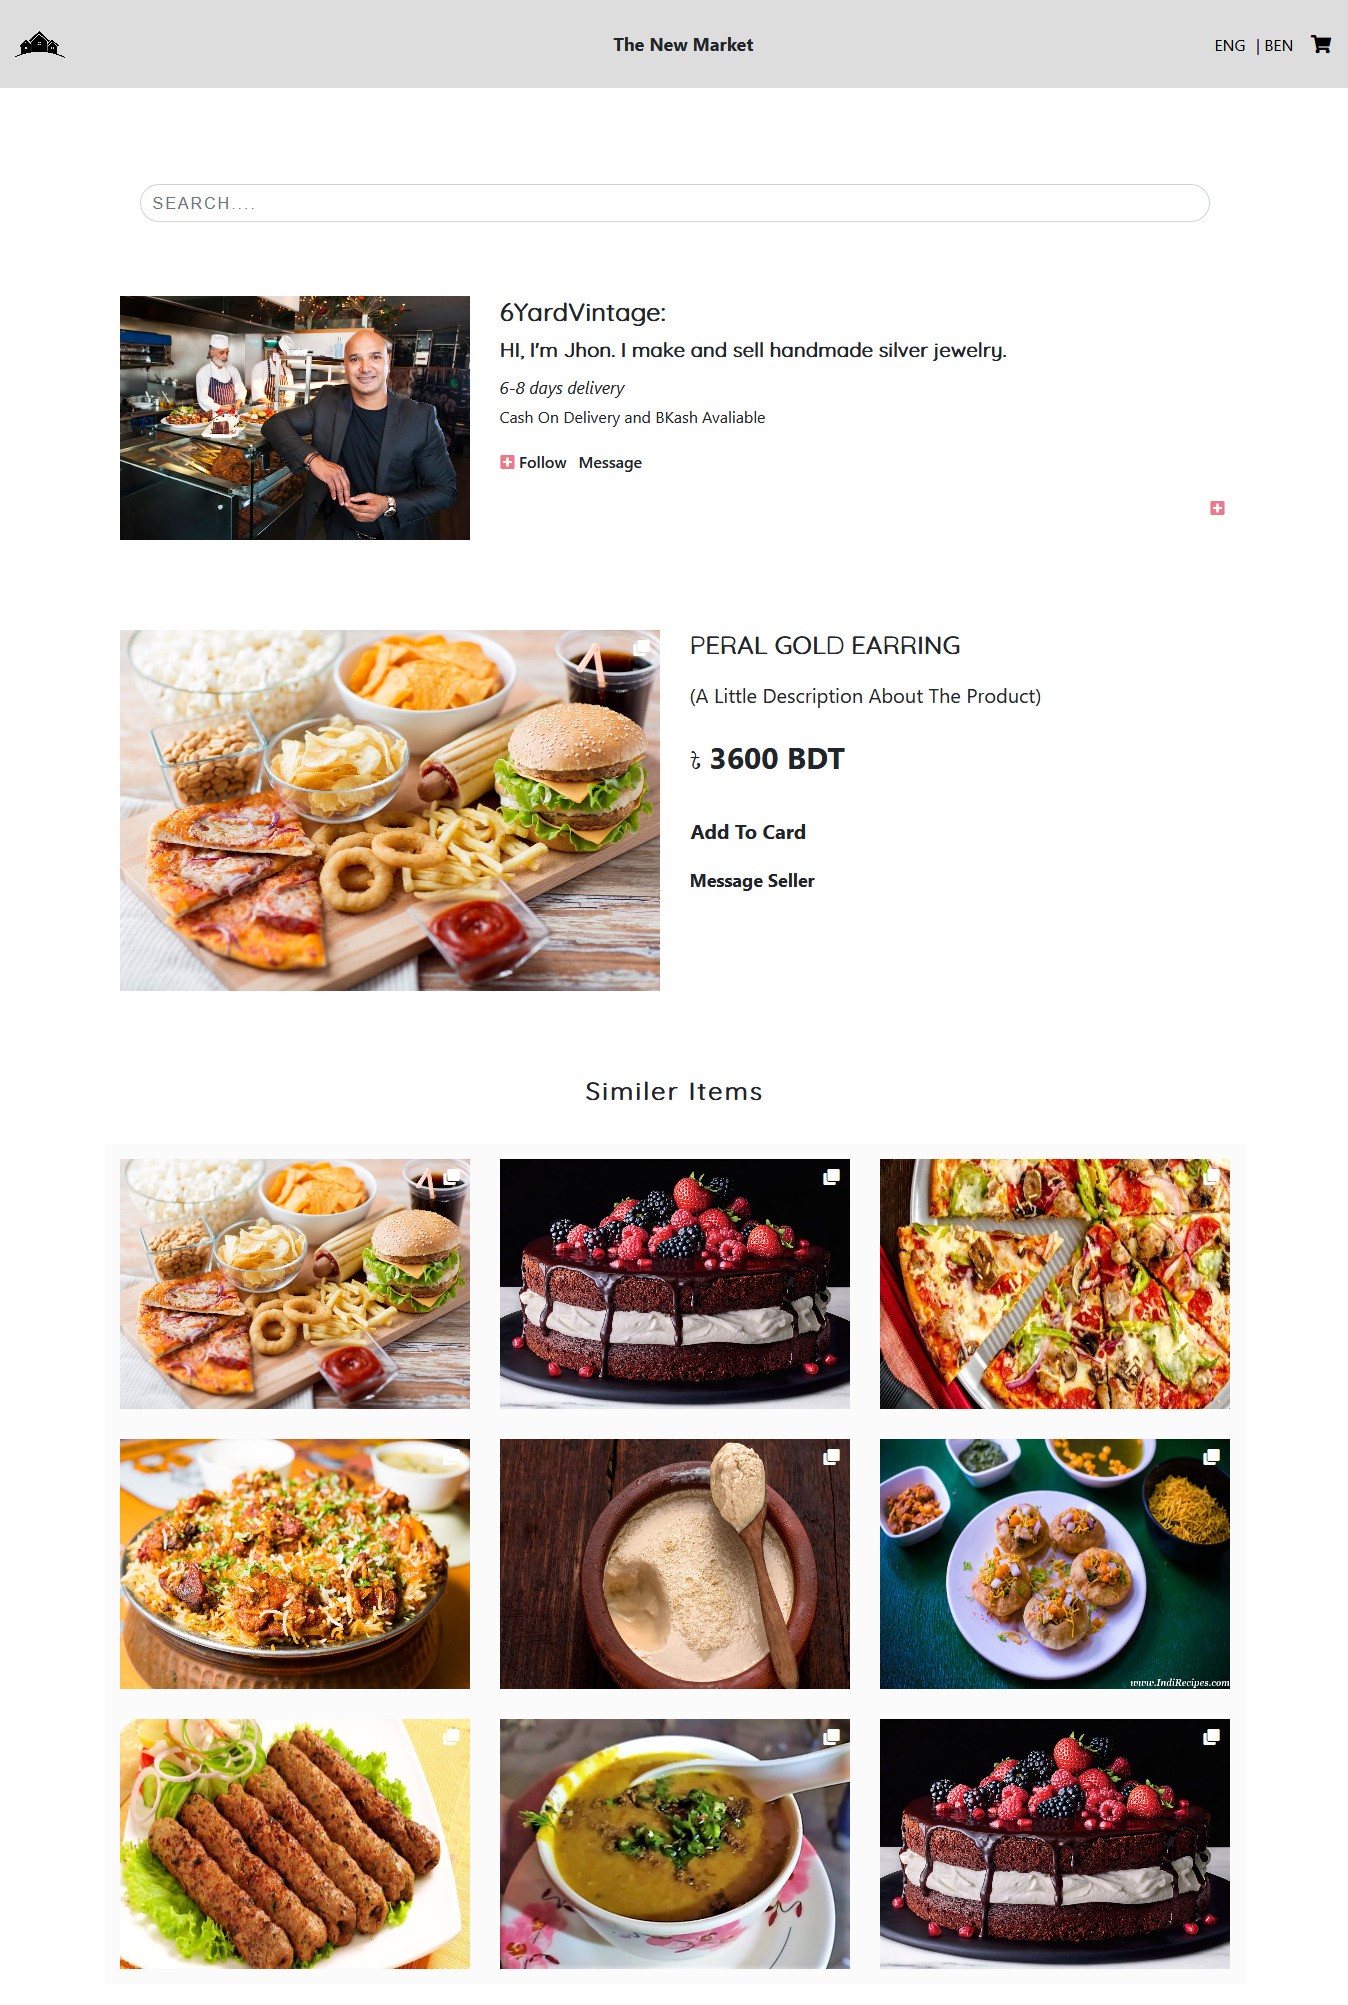 The New Market
ENG | BEN
SEARCH....
6YardVintage:
HI, I'm Jhon. I make and sell handmade silver jewelry.
6-8 days delivery
Cash On Delivery and BKash Avaliable
Follow Message
PERAL GOLD EARRING
(A Little Description About The Product)
৳ 3600 BDT
Add To Card
Message Seller
Similer Items
www.IndiRecipes.com